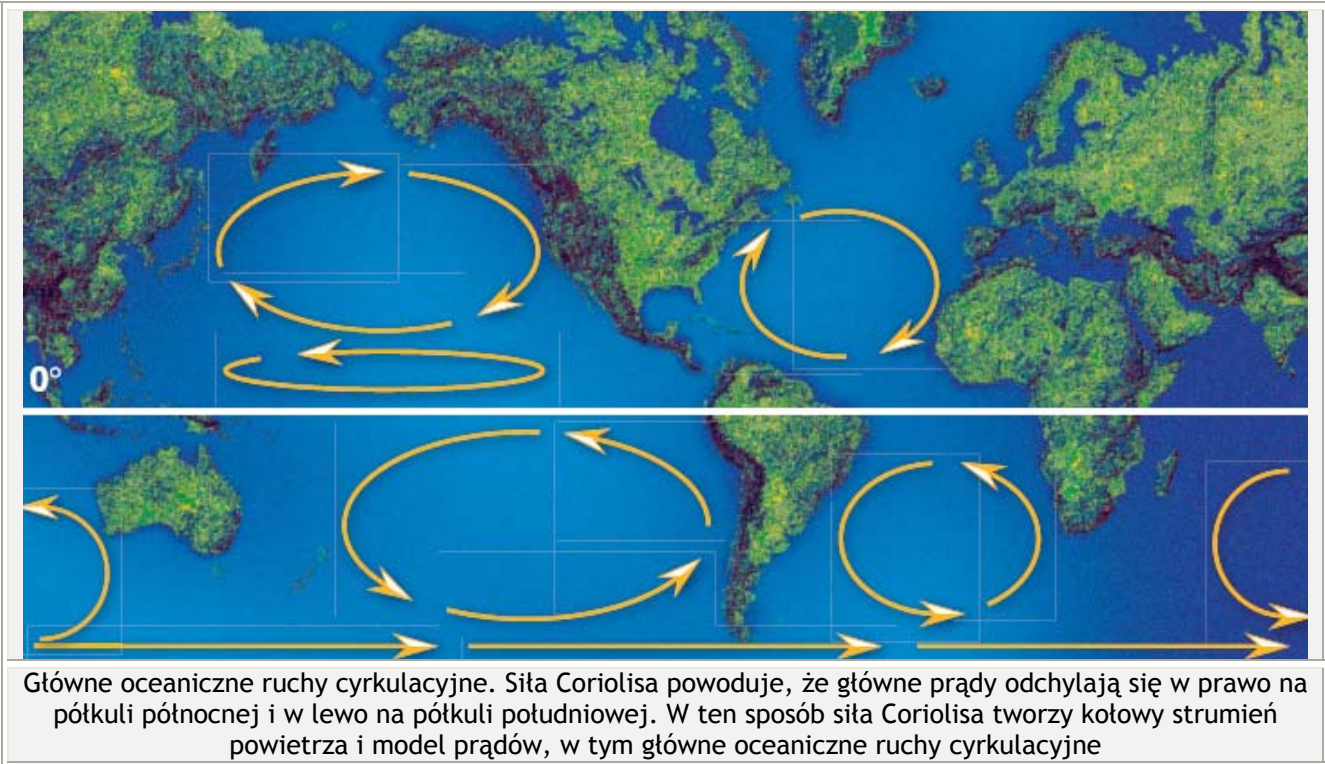 0°
Główne oceaniczne ruchy cyrkulacyjne. Siła Coriolisa powoduje, że główne prądy odchylają się w prawo na
półkuli północnej i w lewo na półkuli południowej. W ten sposób siła Coriolisa tworzy kołowy strumień
powietrza i model prądów, w tym główne oceaniczne ruchy cyrkulacyjne